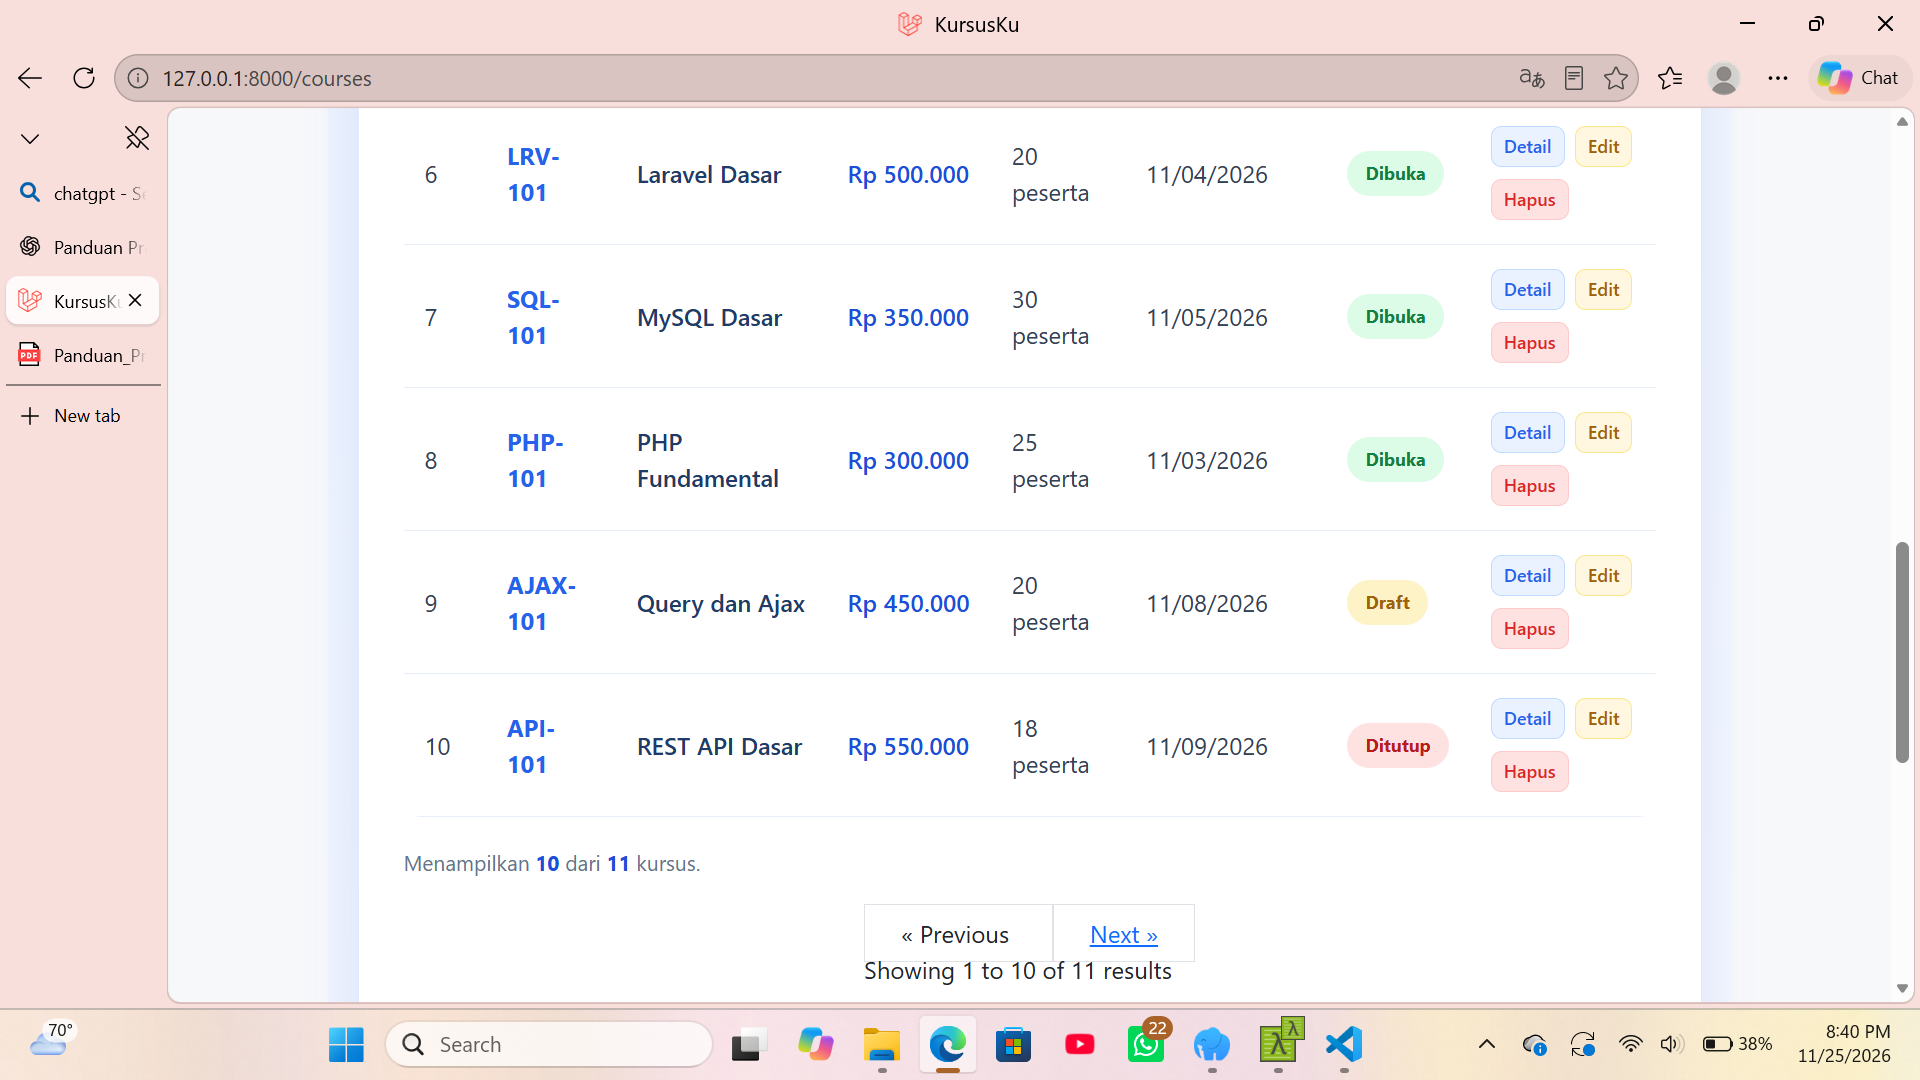 KursusKu
127.0.0.1:8000/courses
Chat
chatgpt - Se
Panduan Pr
KursusKu
Panduan_Pr
New tab
6 LRV-101 Laravel Dasar Rp 500.000 20 peserta 11/04/2026 Dibuka Detail Edit Hapus
7 SQL-101 MySQL Dasar Rp 350.000 30 peserta 11/05/2026 Dibuka Detail Edit Hapus
8 PHP-101 PHP Fundamental Rp 300.000 25 peserta 11/03/2026 Dibuka Detail Edit Hapus
9 AJAX-101 Query dan Ajax Rp 450.000 20 peserta 11/08/2026 Draft Detail Edit Hapus
10 API-101 REST API Dasar Rp 550.000 18 peserta 11/09/2026 Ditutup Detail Edit Hapus
Menampilkan 10 dari 11 kursus.
« Previous Next »
Showing 1 to 10 of 11 results
70°
Search
22
38%
8:40 PM
11/25/2026